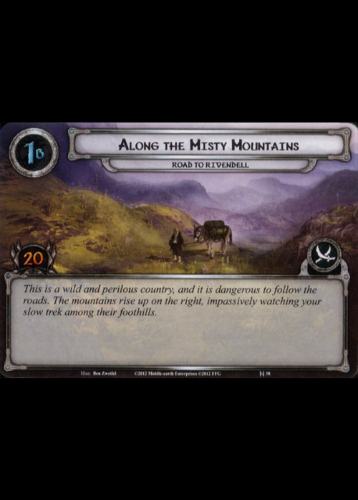 1B
ALONG THE MISTY MOUNTAINS
ROAD TO RIVENDELL
20
This is a wild and perilous country, and it is dangerous to follow the
roads. The mountains rise up on the right, impassively watching your
slow trek among their foothills.
Illus. Ben Zweifel ©2012 Middle-earth Enterprises ©2012 FFG 38